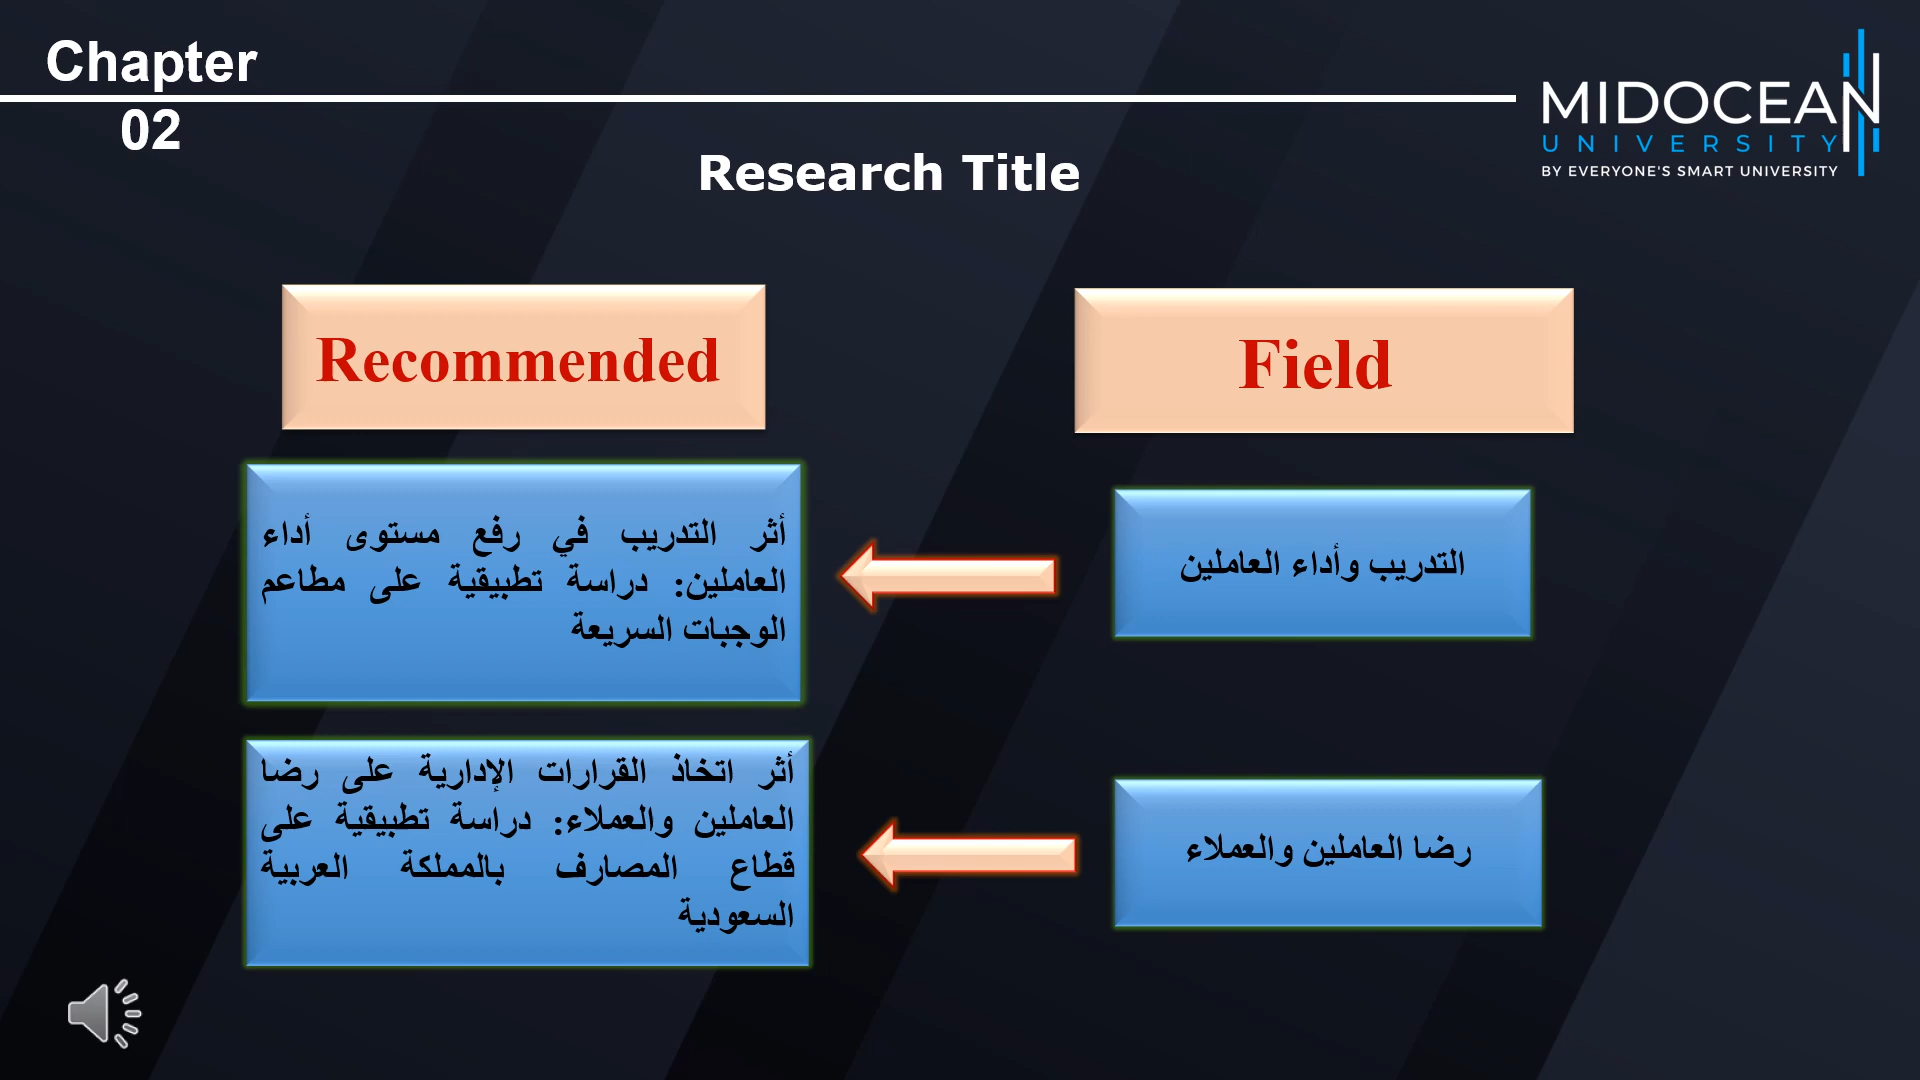 Chapter
02
MIDOCEAN
UNIVERSITY
BY EVERYONE'S SMART UNIVERSITY
Research Title
Recommended
Field
أثر التدريب في رفع مستوى أداء
العاملين: دراسة تطبيقية على مطاعم
الوجبات السريعة
التدريب وأداء العاملين
أثر اتخاذ القرارات الإدارية على رضا
العاملين والعملاء: دراسة تطبيقية على
قطاع المصارف بالمملكة العربية
السعودية
رضا العاملين والعملاء